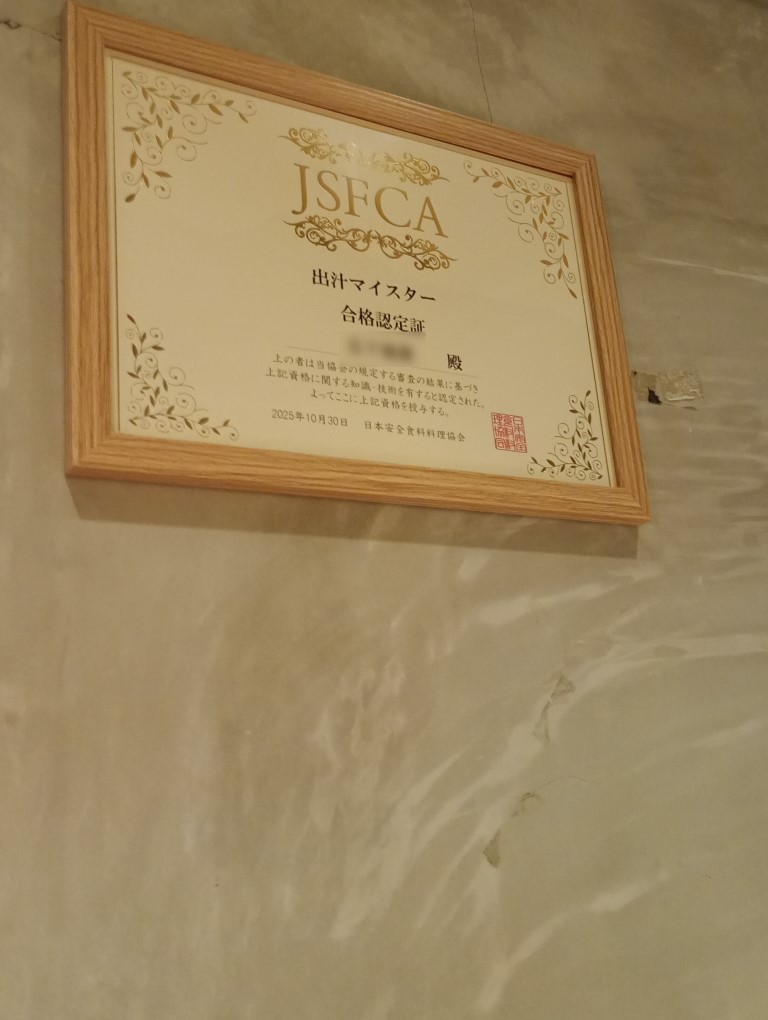 JSFCA
出汁マイスター
合格認定証
殿
上の者は当協会の規定する審査の結果に基づき
上記資格に関する知識・技術を有すると認定された。
よってここに上記資格を授与する。
2025年10月30日 日本安全食料料理協会